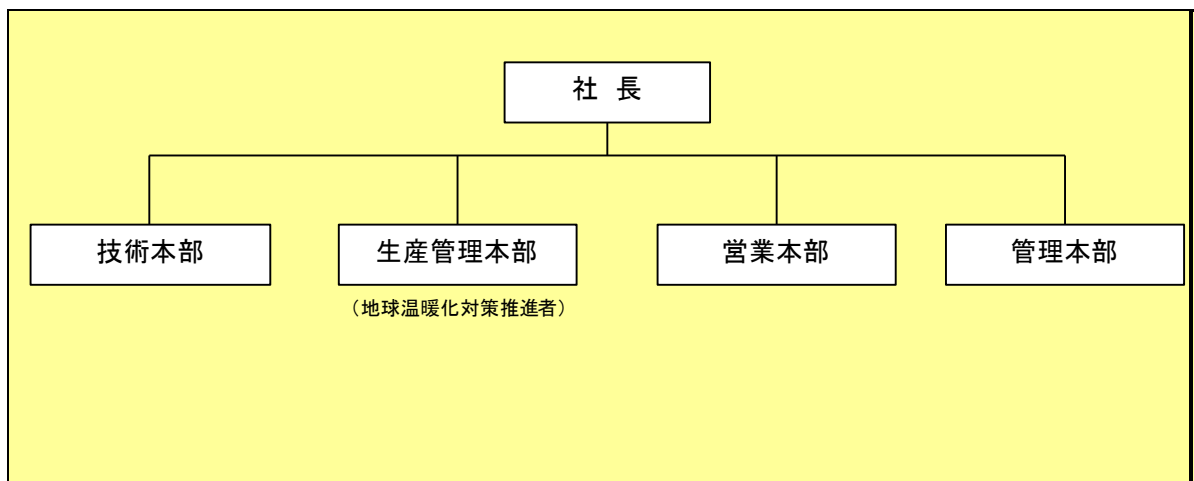 社 長
技術本部
生産管理本部
営業本部
管理本部
（地球温暖化対策推進者）